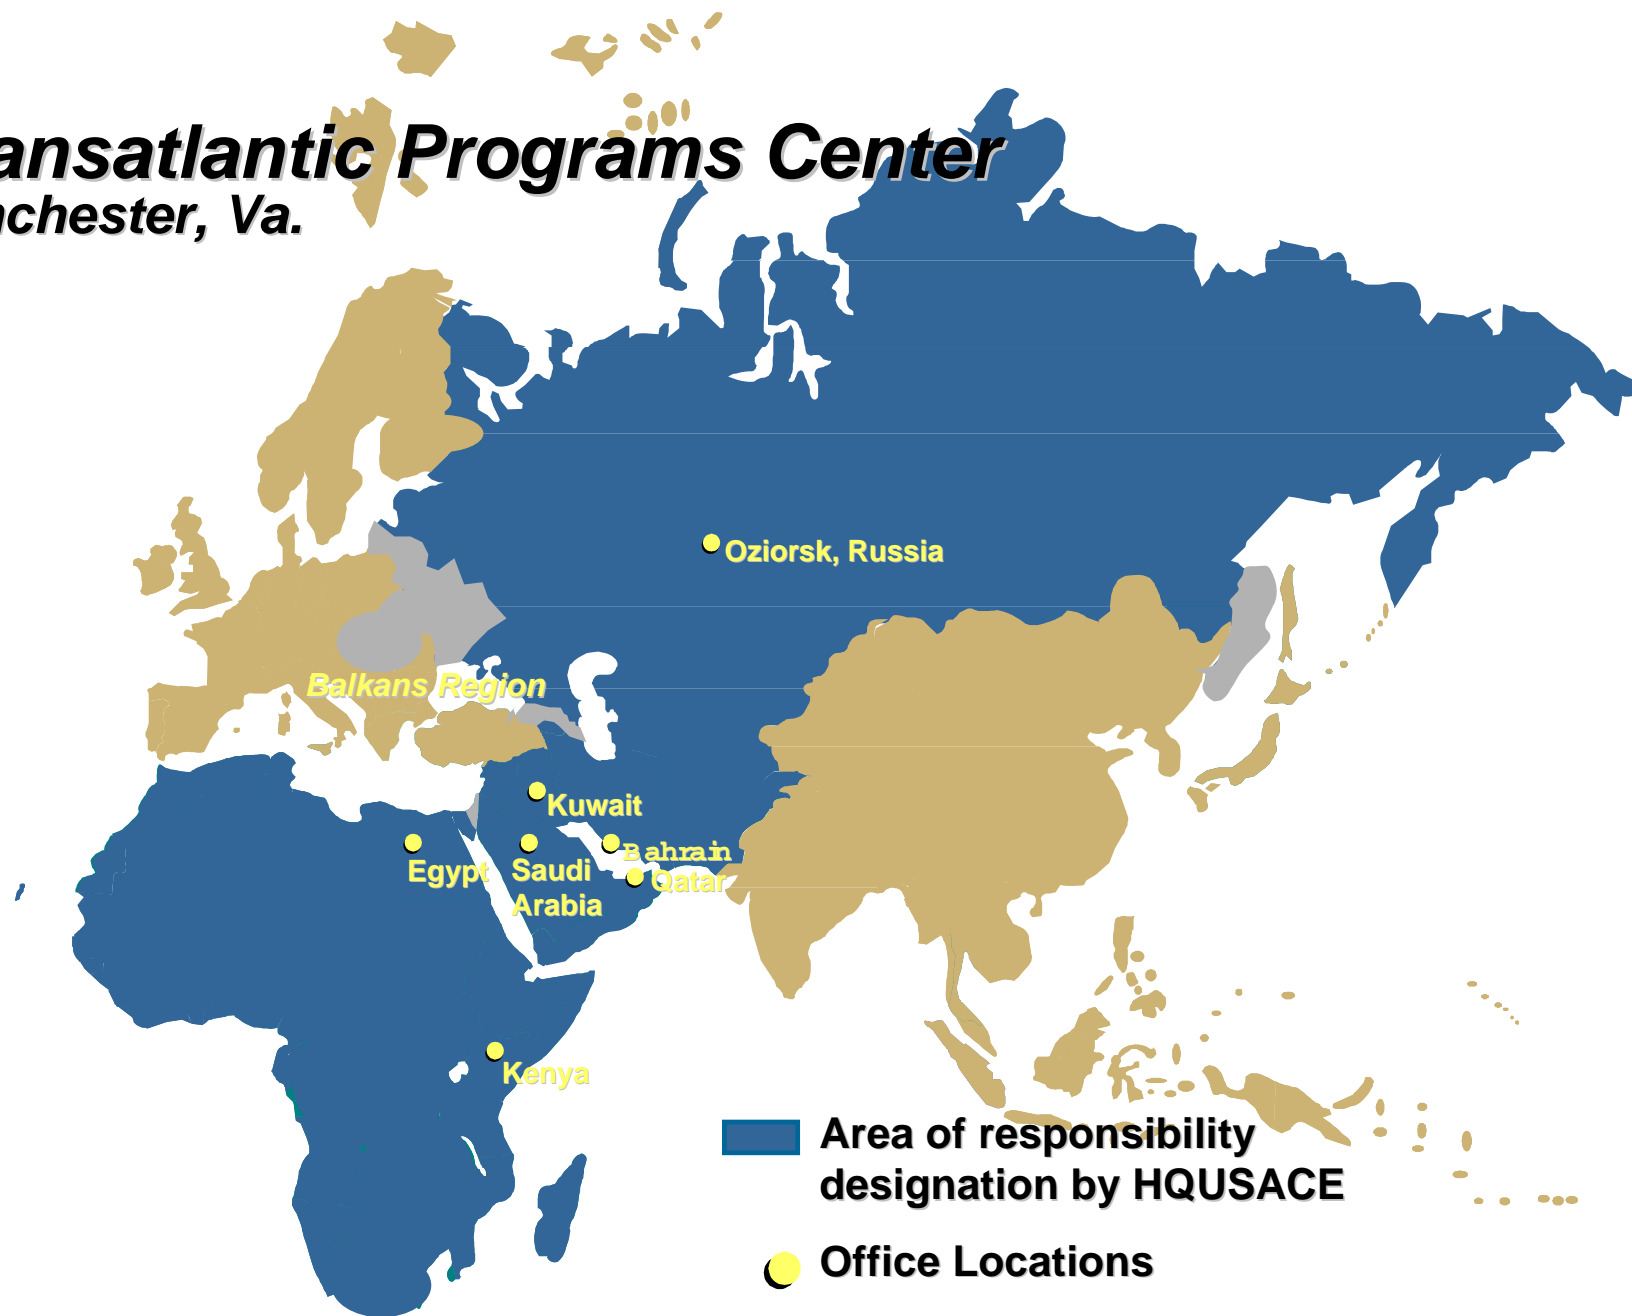 ansatlantic Programs Center
nchester, Va.
Oziorsk, Russia
Balkans Region
Kuwait
Bahrain
Egypt
Saudi
Arabia
Qatar
Kenya
Area of responsibility
designation by HQUSACE
Office Locations